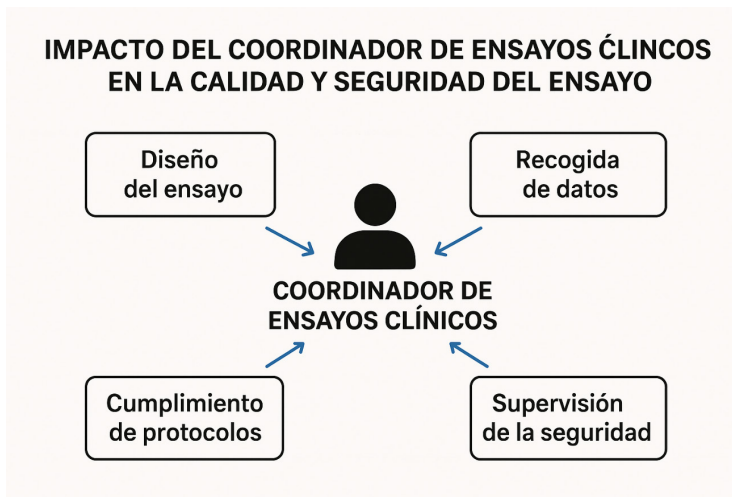 IMPACTO DEL COORDINADOR DE ENSAYOS ĆLINCOS
EN LA CALIDAD Y SEGURIDAD DEL ENSAYO
Diseño
del ensayo
Recogida
de datos
COORDINADOR DE
ENSAYOS CLÍNICOS
Cumplimiento
de protocolos
Supervisión
de la seguridad